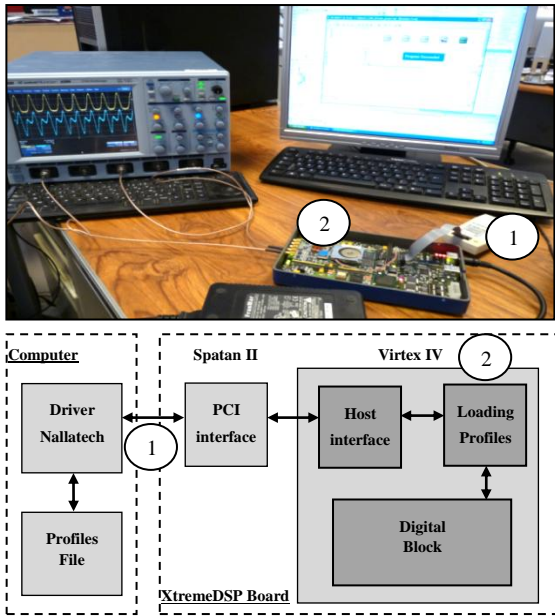 2
1
Computer
Spatan II
Virtex IV
2
Driver
Nallatech
1
PCI
interface
Host
interface
Loading
Profiles
Profiles
File
Digital
Block
XtremeDSP Board